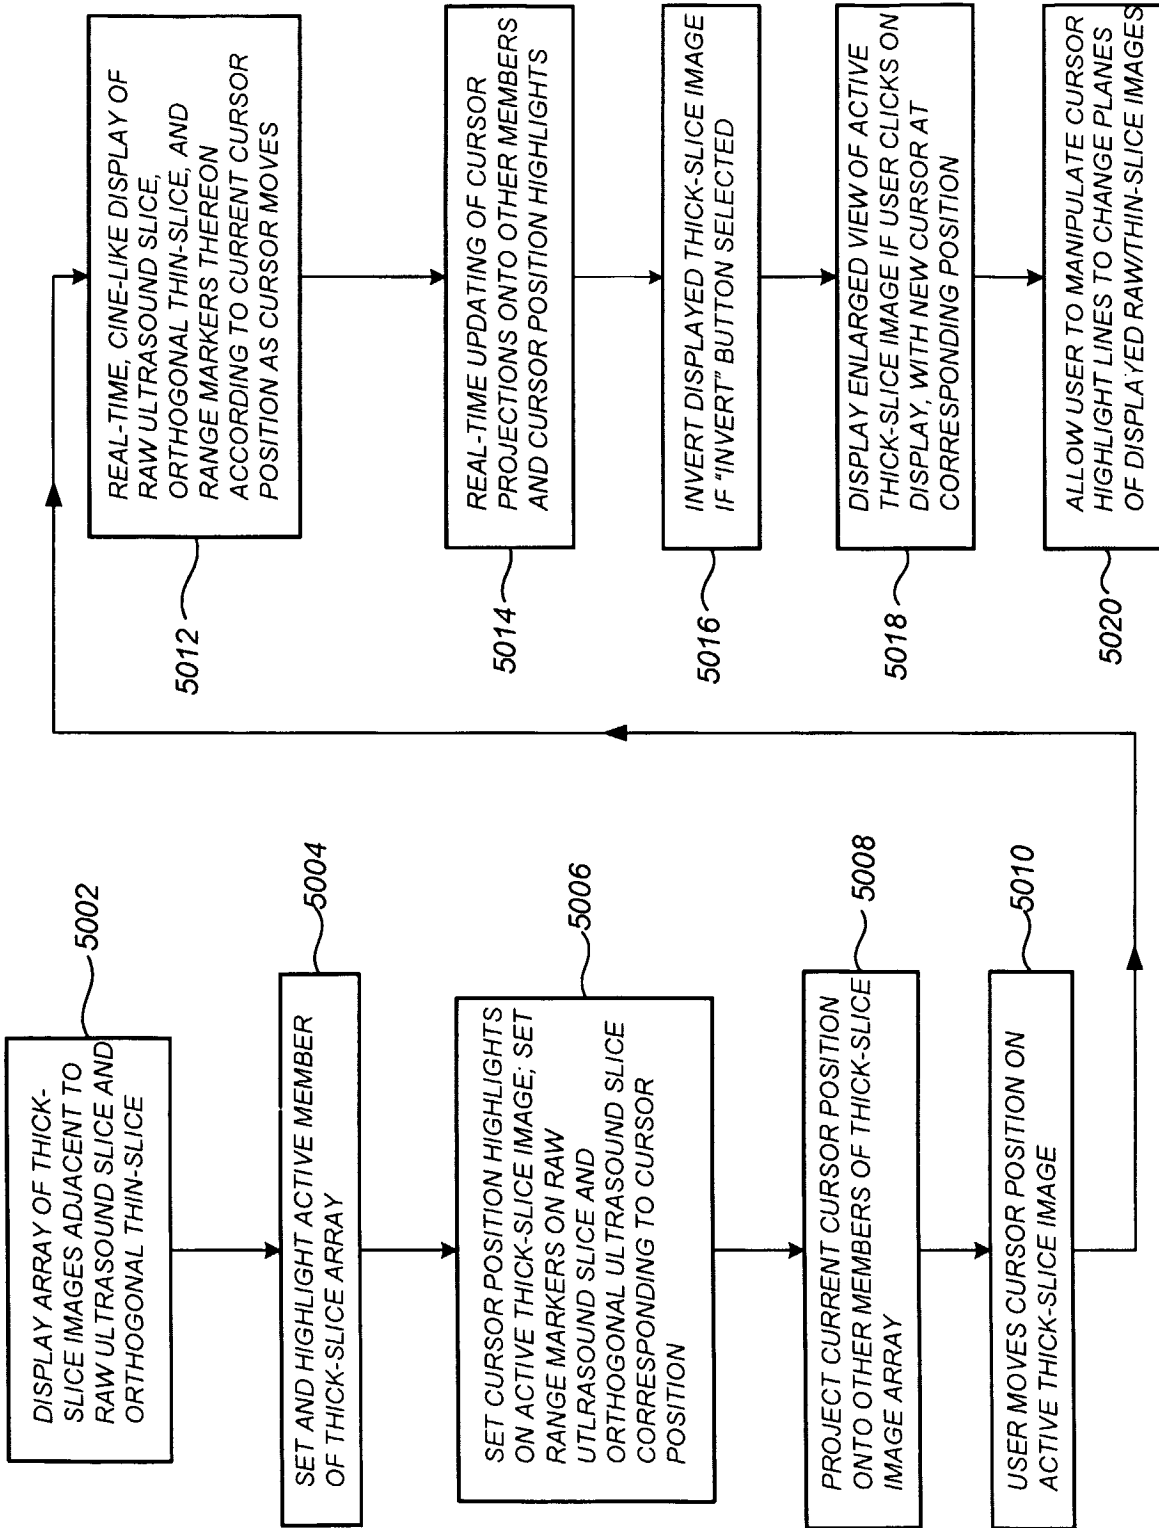 DISPLAY ARRAY OF THICK-
SLICE IMAGES ADJACENT TO
RAW ULTRASOUND SLICE AND
ORTHOGONAL THIN-SLICE
5002
SET AND HIGHLIGHT ACTIVE MEMBER
OF THICK-SLICE ARRAY
5004
SET CURSOR POSITION HIGHLIGHTS
ON ACTIVE THICK-SLICE IMAGE; SET
RANGE MARKERS ON RAW
UTLRASOUND SLICE AND
ORTHOGONAL ULTRASOUND SLICE
CORRESPONDING TO CURSOR
POSITION
5006
PROJECT CURRENT CURSOR POSITION
ONTO OTHER MEMBERS OF THICK-SLICE
IMAGE ARRAY
5008
USER MOVES CURSOR POSITION ON
ACTIVE THICK-SLICE IMAGE
5010
REAL-TIME, CINE-LIKE DISPLAY OF
RAW ULTRASOUND SLICE,
ORTHOGONAL THIN-SLICE, AND
RANGE MARKERS THEREON
ACCORDING TO CURRENT CURSOR
POSITION AS CURSOR MOVES
5012
REAL-TIME UPDATING OF CURSOR
PROJECTIONS ONTO OTHER MEMBERS
AND CURSOR POSITION HIGHLIGHTS
5014
INVERT DISPLAYED THICK-SLICE IMAGE
IF "INVERT" BUTTON SELECTED
5016
DISPLAY ENLARGED VIEW OF ACTIVE
THICK-SLICE IMAGE IF USER CLICKS ON
DISPLAY, WITH NEW CURSOR AT
CORRESPONDING POSITION
5018
ALLOW USER TO MANIPULATE CURSOR
HIGHLIGHT LINES TO CHANGE PLANES
OF DISPLAYED RAW/THIN-SLICE IMAGES
5020